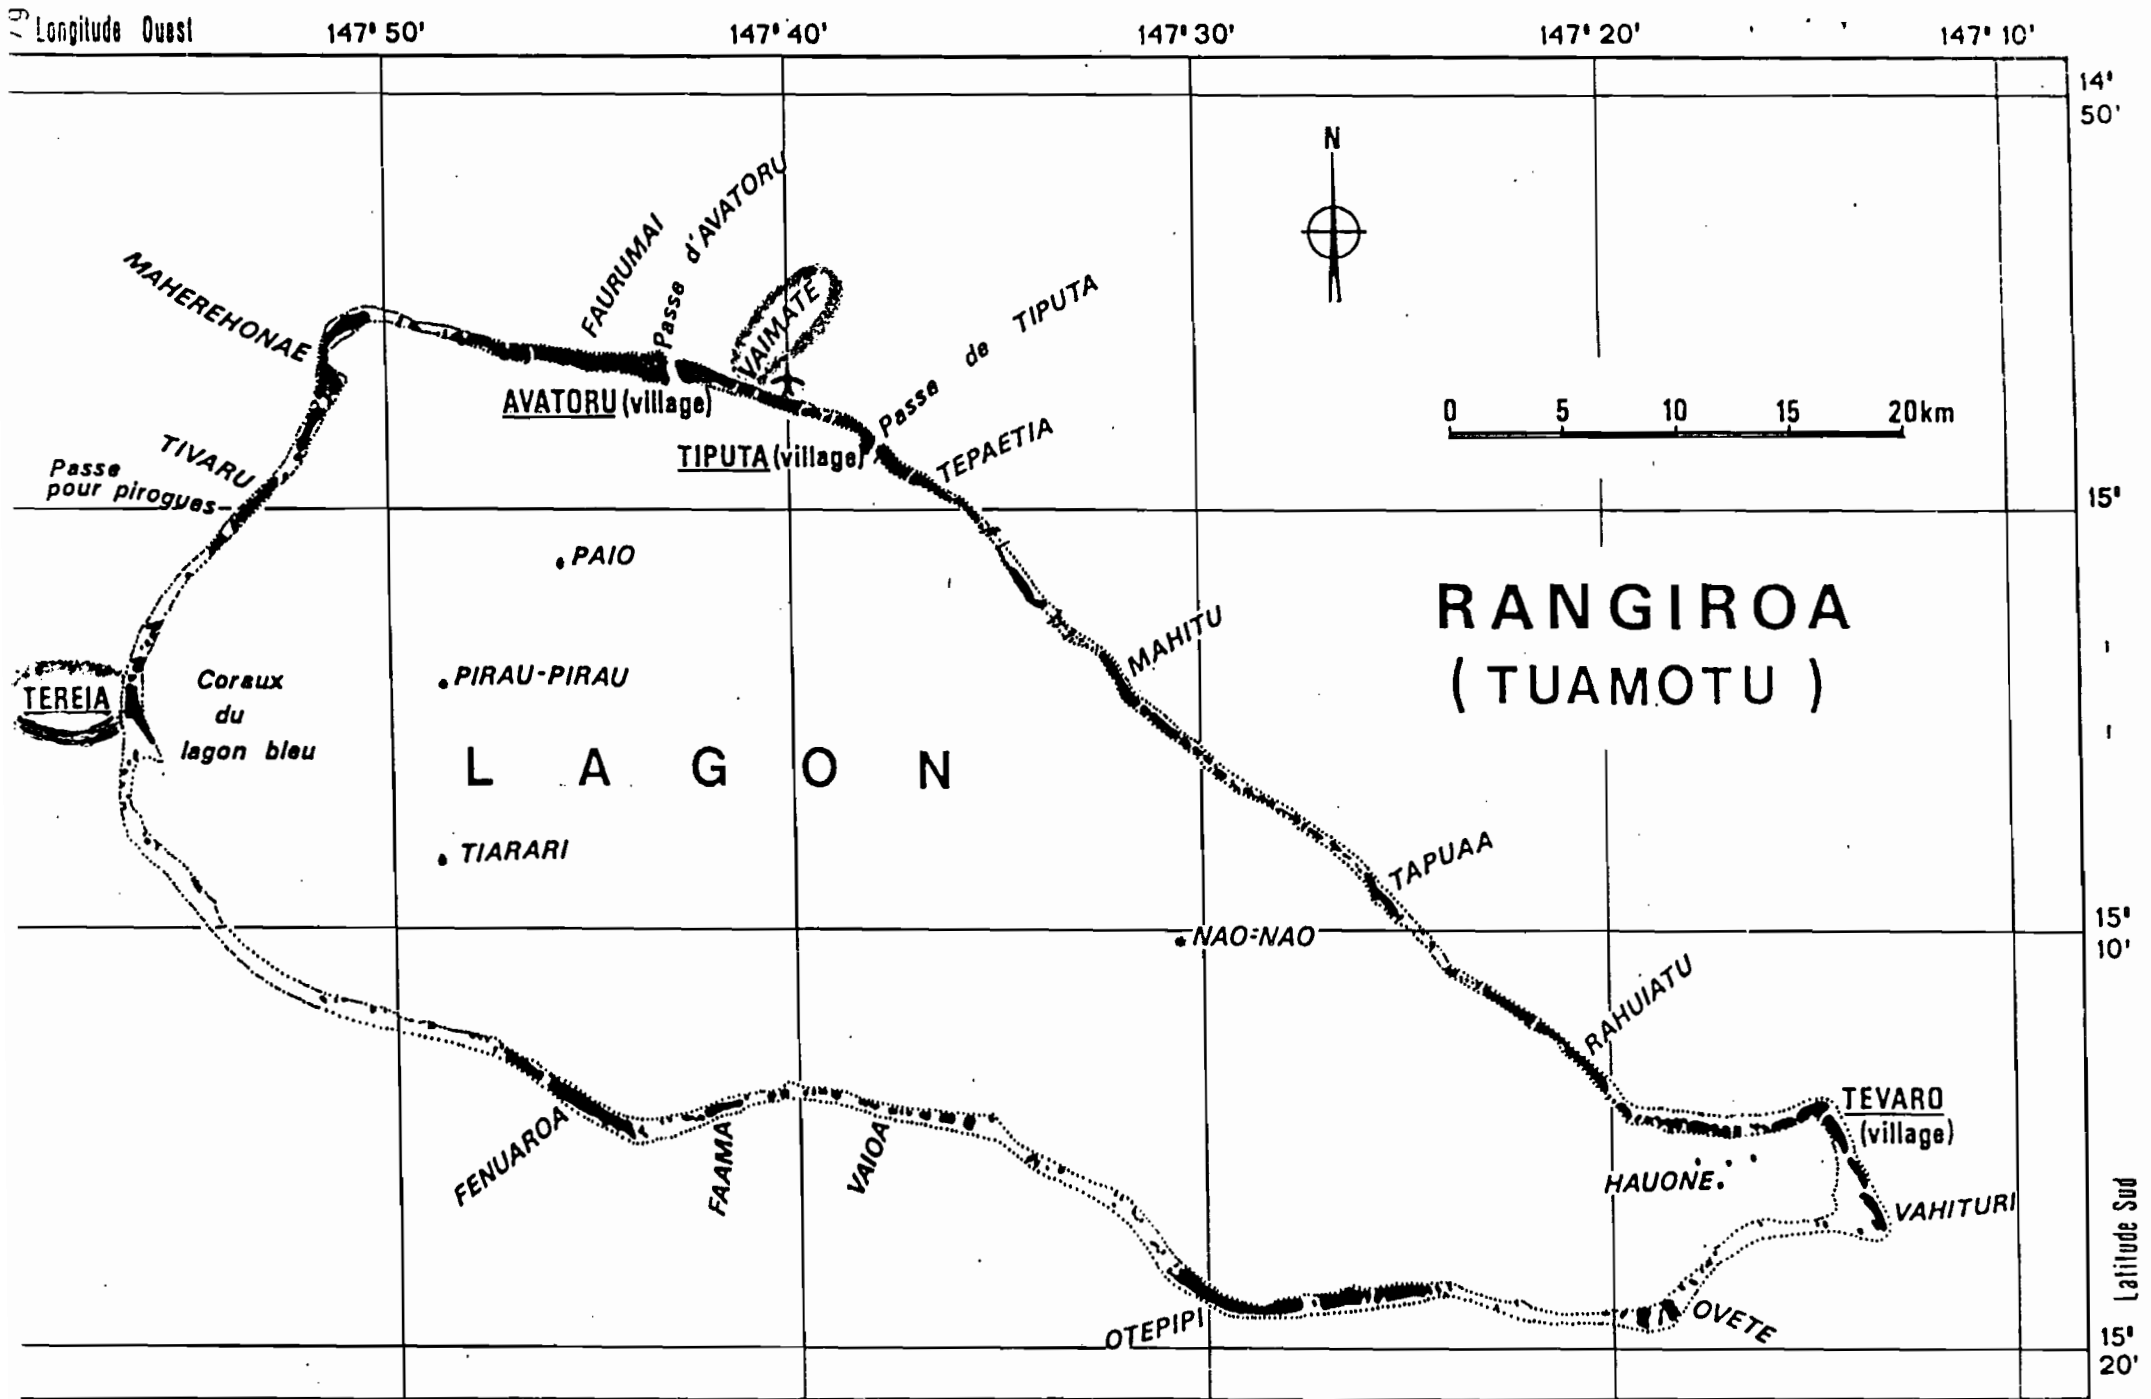 79
Longitude Ouest
147° 50'
147° 40'
147° 30'
147° 20'
147° 10'
14°
50'
N
MAHEREHONAE
FAURUMAI
Passe d'AVATORU
VAIMATE
Passe de TIPUTA
AVATORU (village)
TIPUTA (village)
TEPAETIA
0 5 10 15 20km
TIVARU
Passe
pour pirogues
15°
PAIO
RANGIROA
(TUAMOTU)
MAHITU
TEREIA
Coraux
du
lagon bleu
PIRAU-PIRAU
LAGON
TIARARI
TAPUAA
NAO-NAO
15°
10'
RAHUIATU
TEVARO
(village)
FENUAROA
FAAMA
VAIOA
HAUONE
VAHITURI
OTEPIPI
OVETE
Latitude Sud
15°
20'